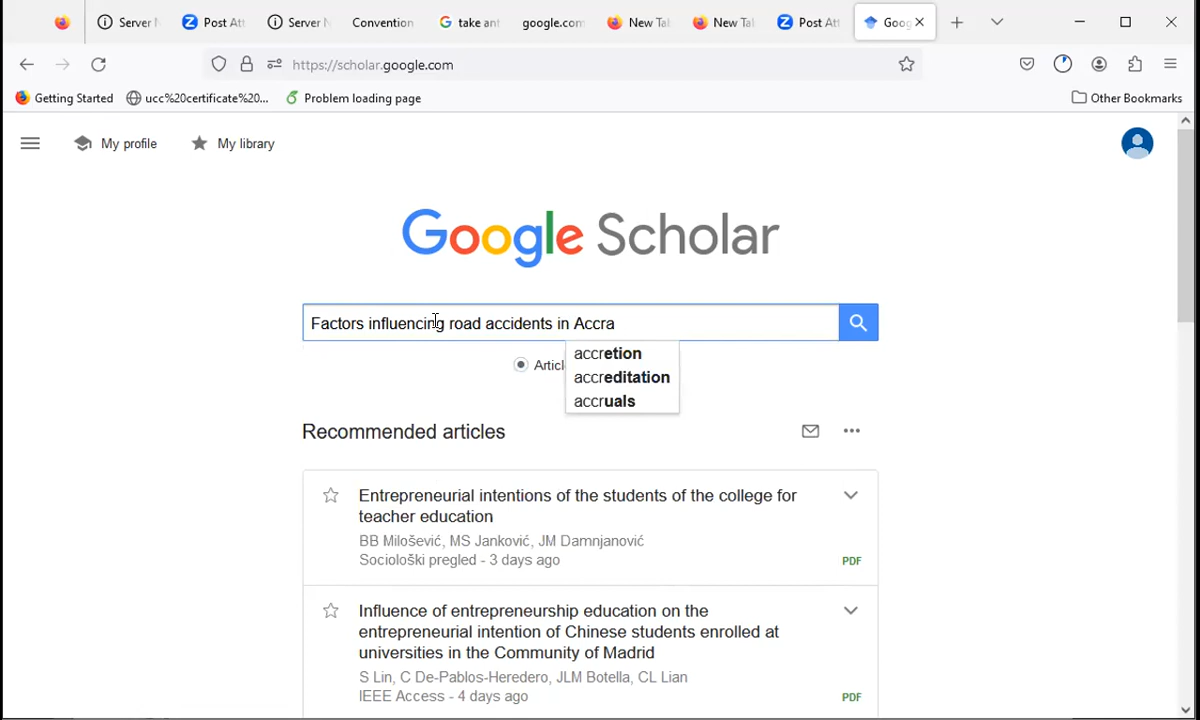 Server N
Post Att
Server N
Convention
take ant
google.com
New Tab
New Tab
Post Att
Goog
https://scholar.google.com
Getting Started
ucc%20certificate%20...
Problem loading page
Other Bookmarks
My profile
My library
Google Scholar
Factors influencing road accidents in Accra
Articl
accretion
accreditation
accruals
Recommended articles
Entrepreneurial intentions of the students of the college for
teacher education
BB Milošević, MS Janković, JM Damnjanović
Sociološki pregled - 3 days ago
PDF
Influence of entrepreneurship education on the
entrepreneurial intention of Chinese students enrolled at
universities in the Community of Madrid
S Lin, C De-Pablos-Heredero, JLM Botella, CL Lian
IEEE Access - 4 days ago
PDF